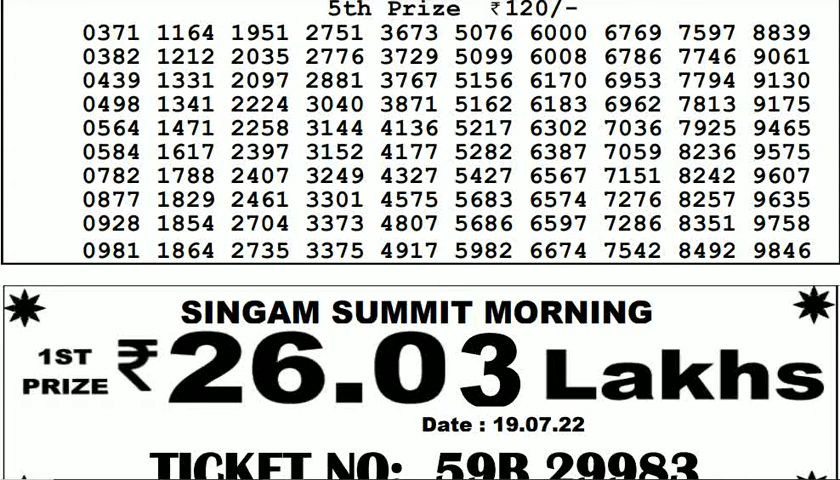 5th Prize ₹120/-
0371 1164 1951 2751 3673 5076 6000 6769 7597 8839
0382 1212 2035 2776 3729 5099 6008 6786 7746 9061
0439 1331 2097 2881 3767 5156 6170 6953 7794 9130
0498 1341 2224 3040 3871 5162 6183 6962 7813 9175
0564 1471 2258 3144 4136 5217 6302 7036 7925 9465
0584 1617 2397 3152 4177 5282 6387 7059 8236 9575
0782 1788 2407 3249 4327 5427 6567 7151 8242 9607
0877 1829 2461 3301 4575 5683 6574 7276 8257 9635
0928 1854 2704 3373 4807 5686 6597 7286 8351 9758
0981 1864 2735 3375 4917 5982 6674 7542 8492 9846
SINGAM SUMMIT MORNING
1ST PRIZE ₹26.03 Lakhs
Date : 19.07.22
TICKET NO: 59B 29983